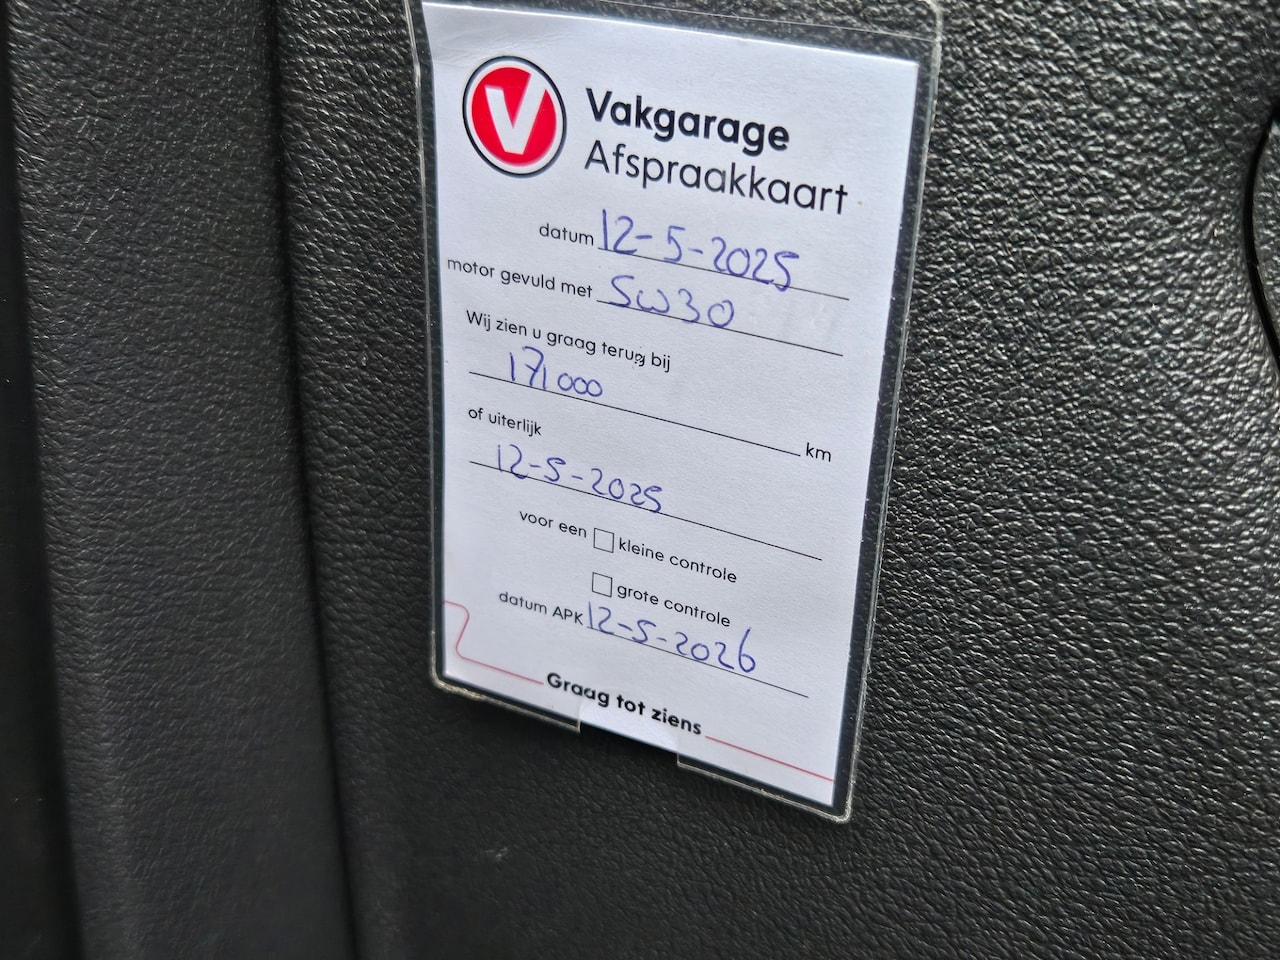 V
Vakgarage
Afspraakkaart
datum 12-5-2025
motor gevuld met 5W30
Wij zien u graag terug bij
171000 km
of uiterlijk
12-5-2025
voor een kleine controle
grote controle
datum APK 12-5-2026
Graag tot ziens